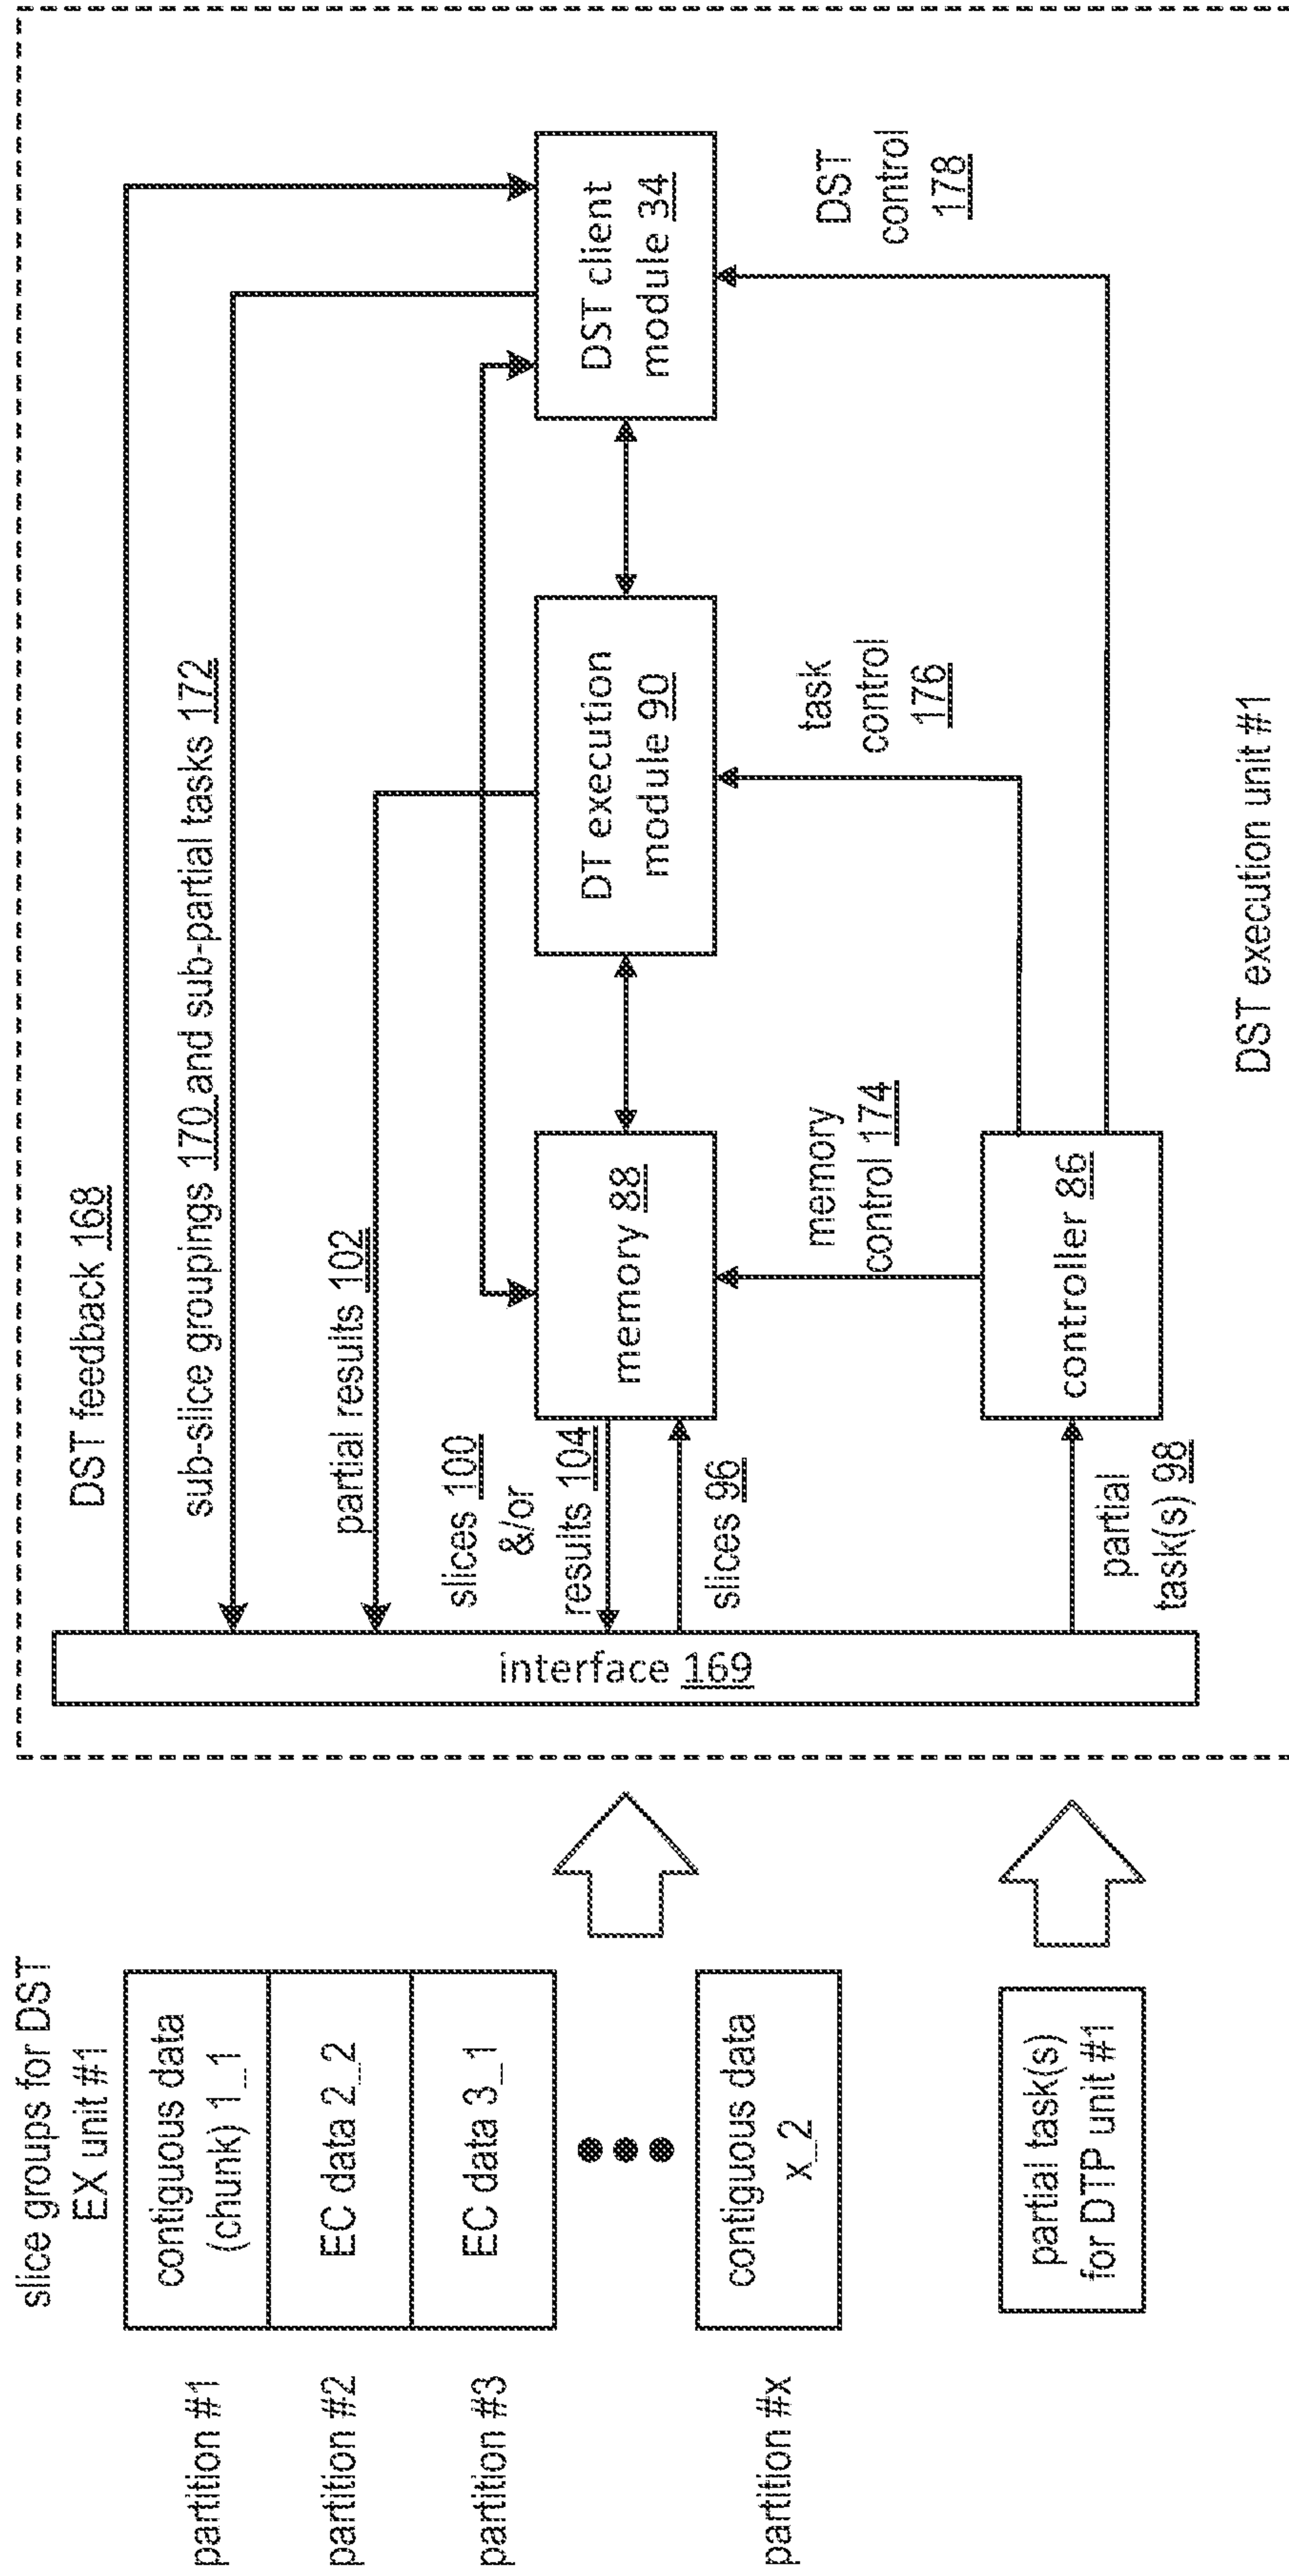 slice groups for DST
EX unit #1
partition #1
contiguous data
(chunk) 1_1
partition #2
EC data 2_2
partition #3
EC data 3_1
partition #x
contiguous data
x_2
partial task(s)
for DTP unit #1
interface 169
DST feedback 168
sub-slice groupings 170 and sub-partial tasks 172
partial results 102
slices 100
&/or
results 104
slices 96
memory 88
DT execution
module 90
DST client
module 34
memory
control 174
task
control
176
DST
control
178
partial
task(s) 98
controller 86
DST execution unit #1